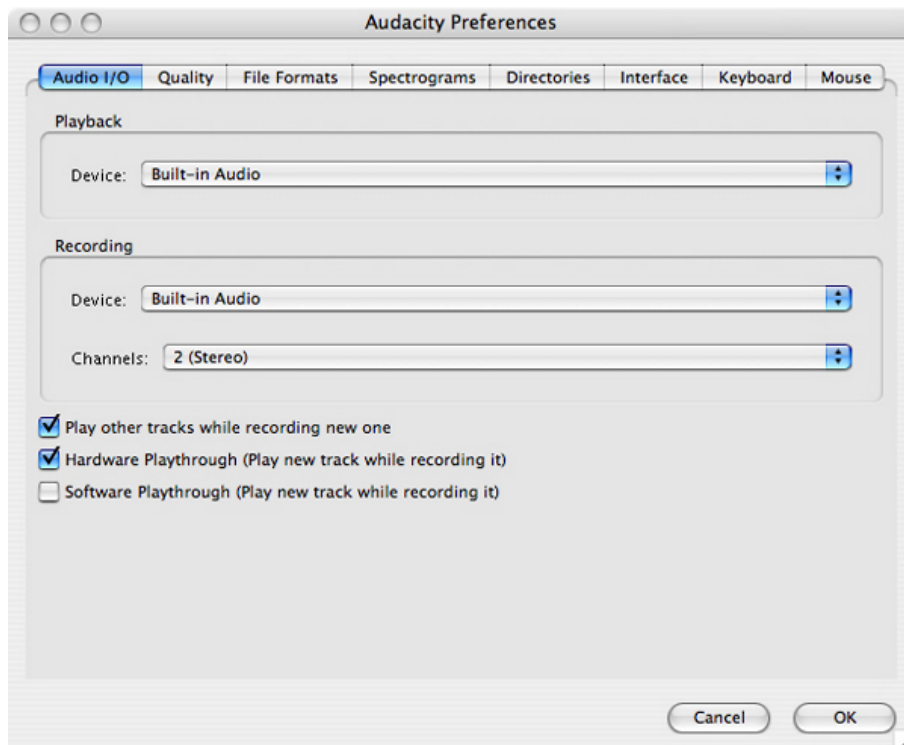 Audacity Preferences
Audio I/O Quality File Formats Spectrograms Directories Interface Keyboard Mouse
Playback
Device: Built-in Audio
Recording
Device: Built-in Audio
Channels: 2 (Stereo)
Play other tracks while recording new one
Hardware Playthrough (Play new track while recording it)
Software Playthrough (Play new track while recording it)
Cancel OK